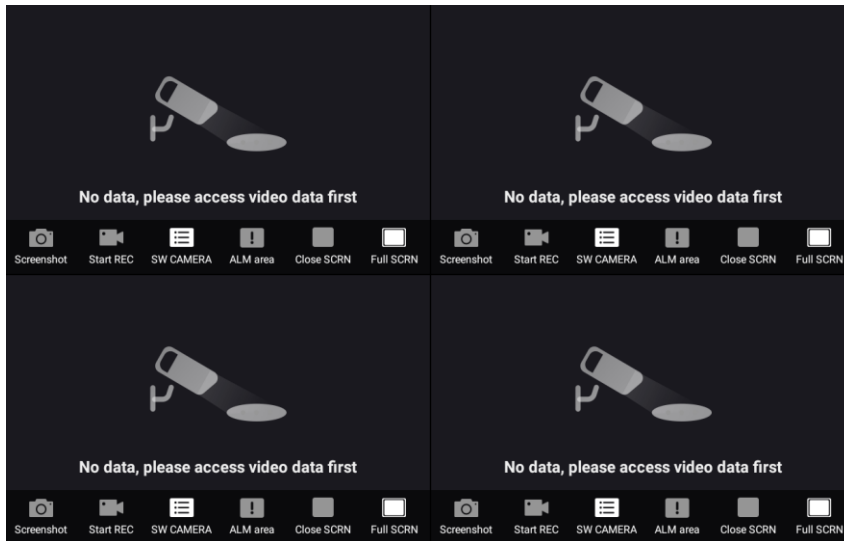 No data, please access video data first
No data, please access video data first
Screenshot Start REC SW CAMERA ALM area Close SCRN Full SCRN
Screenshot Start REC SW CAMERA ALM area Close SCRN Full SCRN
No data, please access video data first
No data, please access video data first
Screenshot Start REC SW CAMERA ALM area Close SCRN Full SCRN
Screenshot Start REC SW CAMERA ALM area Close SCRN Full SCRN